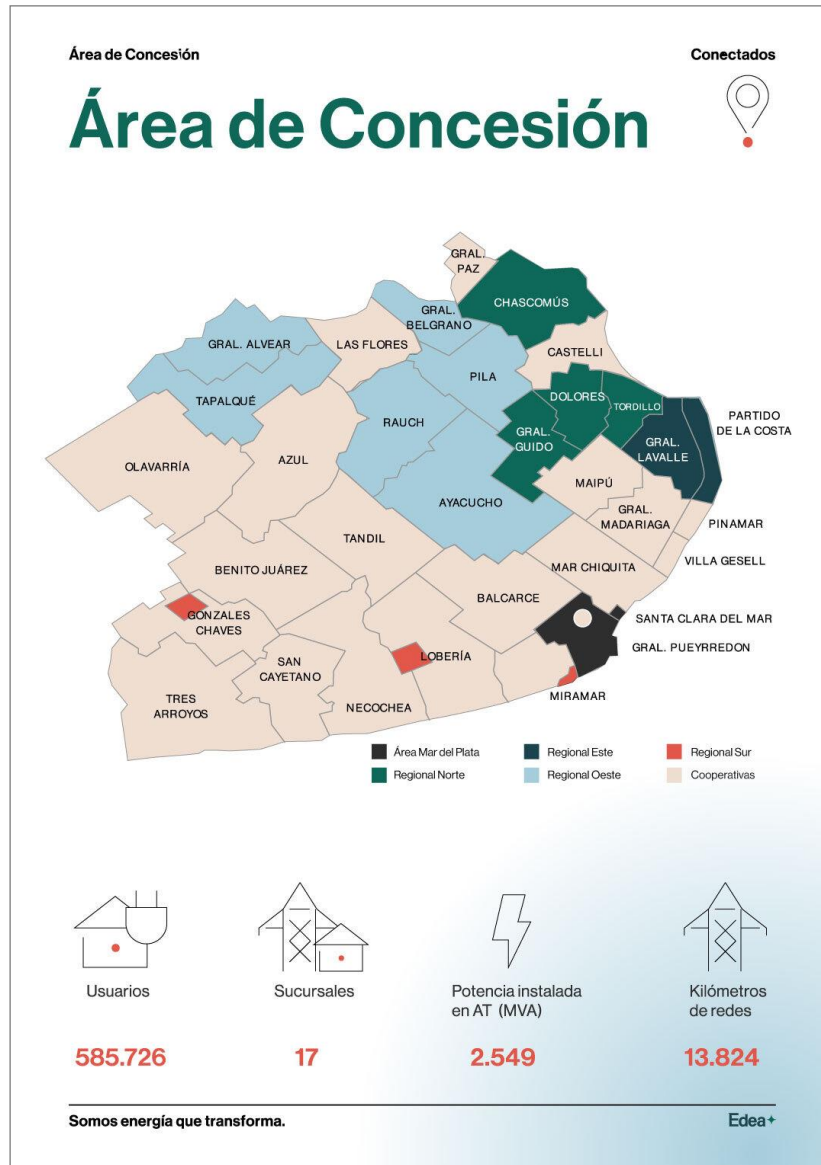 Área de Concesión
Conectados
Área de Concesión
GRAL.
PAZ
CHASCOMÚS
GRAL.
BELGRANO
GRAL. ALVEAR
LAS FLORES
CASTELLI
PILA
TAPALQUÉ
DOLORES
TORDILLO
RAUCH
PARTIDO
DE LA COSTA
GRAL.
GUIDO
GRAL.
LAVALLE
OLAVARRÍA
AZUL
MAIPÚ
AYACUCHO
GRAL.
MADARIAGA
PINAMAR
TANDIL
VILLA GESELL
BENITO JUÁREZ
MAR CHIQUITA
BALCARCE
GONZALES
CHAVES
SANTA CLARA DEL MAR
GRAL. PUEYRREDON
LOBERÍA
SAN
CAYETANO
MIRAMAR
TRES
ARROYOS
NECOCHEA
Área Mar del Plata
Regional Este
Regional Sur
Regional Norte
Regional Oeste
Cooperativas
Usuarios
Sucursales
Potencia instalada
en AT (MVA)
Kilómetros
de redes
585.726
17
2.549
13.824
Somos energía que transforma.
Edea